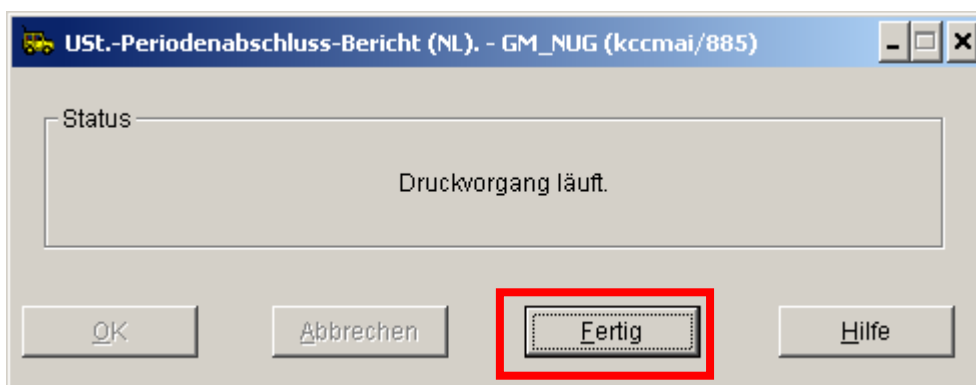 USt.-Periodenabschluss-Bericht (NL). - GM_NUG (kccmai/885)
Status
Druckvorgang läuft.
OK Abbrechen Fertig Hilfe